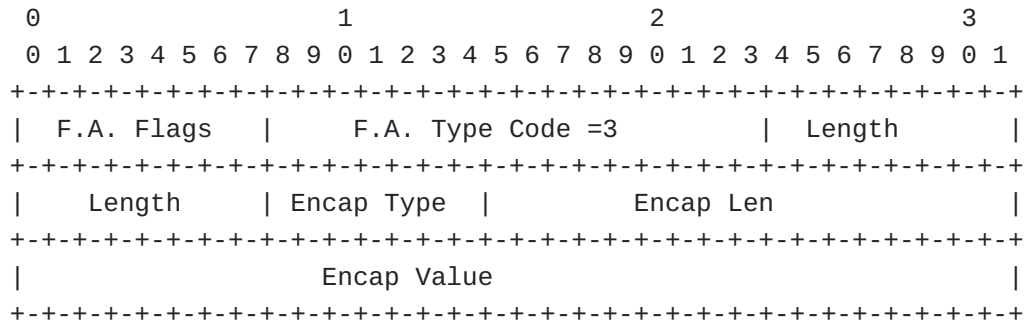 0                   1                   2                   3
 0 1 2 3 4 5 6 7 8 9 0 1 2 3 4 5 6 7 8 9 0 1 2 3 4 5 6 7 8 9 0 1
+-+-+-+-+-+-+-+-+-+-+-+-+-+-+-+-+-+-+-+-+-+-+-+-+-+-+-+-+-+-+-+-+
|  F.A. Flags   |     F.A. Type Code =3         |  Length       |
+-+-+-+-+-+-+-+-+-+-+-+-+-+-+-+-+-+-+-+-+-+-+-+-+-+-+-+-+-+-+-+-+
|    Length     | Encap Type  |         Encap Len               |
+-+-+-+-+-+-+-+-+-+-+-+-+-+-+-+-+-+-+-+-+-+-+-+-+-+-+-+-+-+-+-+-+
|                   Encap Value                                 |
+-+-+-+-+-+-+-+-+-+-+-+-+-+-+-+-+-+-+-+-+-+-+-+-+-+-+-+-+-+-+-+-+